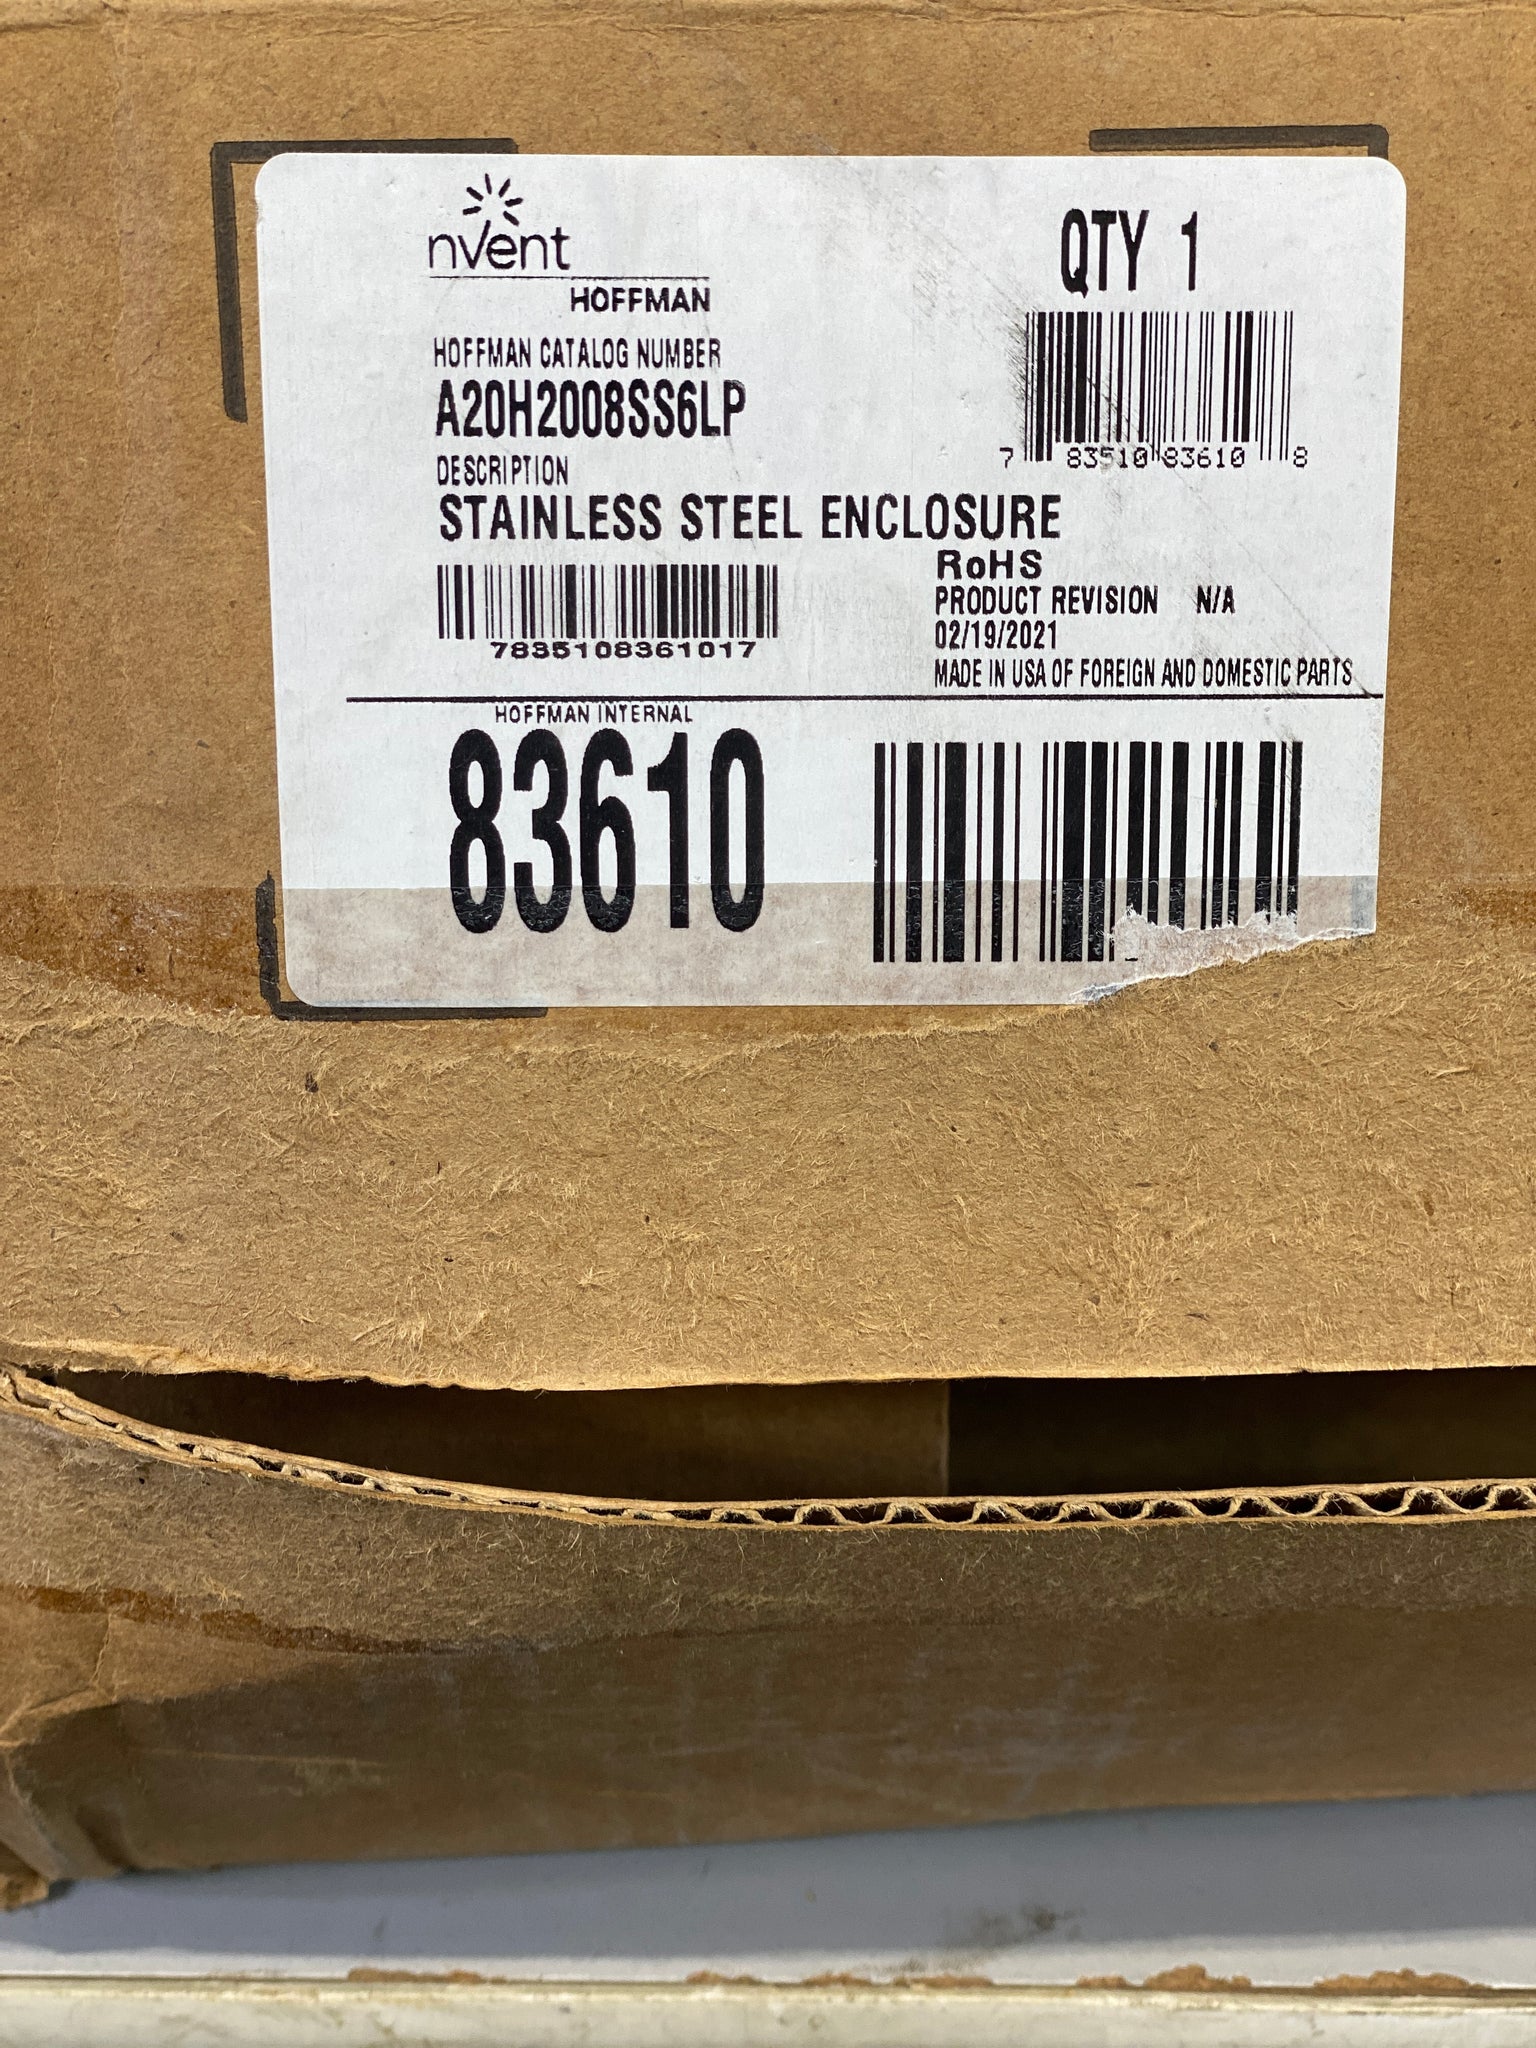 nVent
HOFFMAN
QTY 1
HOFFMAN CATALOG NUMBER
A20H2008SS6LP
7 83510 83610 8
DESCRIPTION
STAINLESS STEEL ENCLOSURE
RoHS
PRODUCT REVISION N/A
02/19/2021
MADE IN USA OF FOREIGN AND DOMESTIC PARTS
7835108361017
HOFFMAN INTERNAL
83610